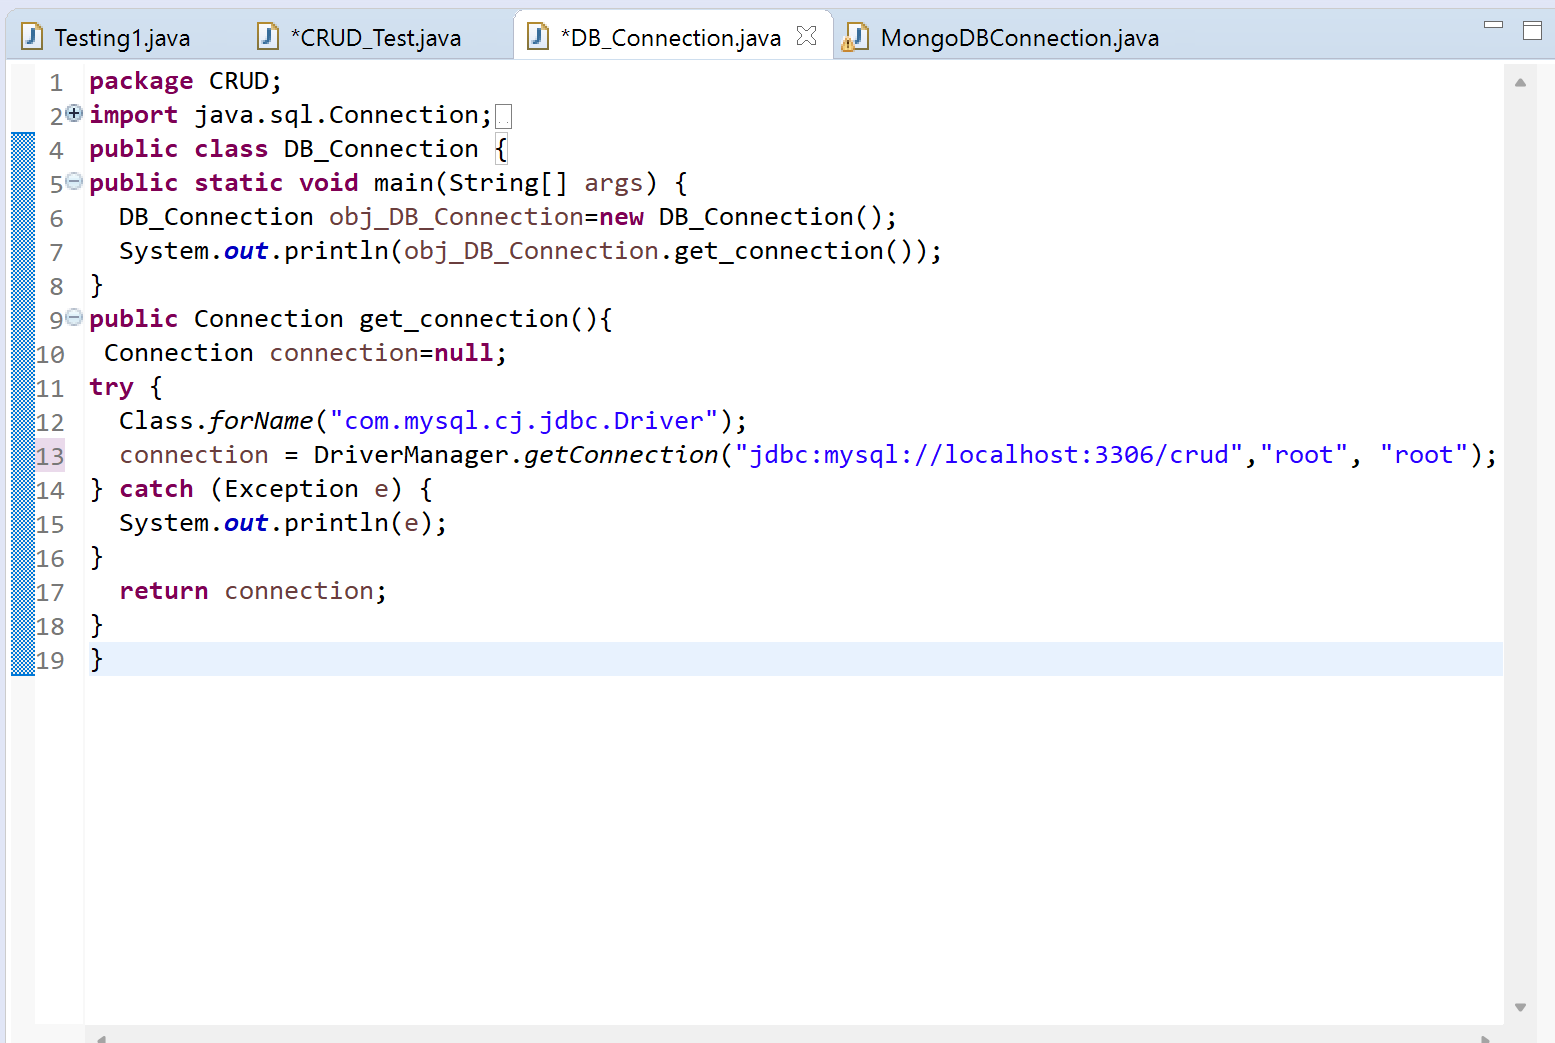 Testing1.java *CRUD_Test.java *DB_Connection.java MongoDBConnection.java
1 package CRUD;
2 import java.sql.Connection;
4 public class DB_Connection {
5 public static void main(String[] args) {
6 DB_Connection obj_DB_Connection=new DB_Connection();
7 System.out.println(obj_DB_Connection.get_connection());
8 }
9 public Connection get_connection(){
10 Connection connection=null;
11 try {
12 Class.forName("com.mysql.cj.jdbc.Driver");
13 connection = DriverManager.getConnection("jdbc:mysql://localhost:3306/crud","root", "root");
14 } catch (Exception e) {
15 System.out.println(e);
16 }
17 return connection;
18 }
19 }